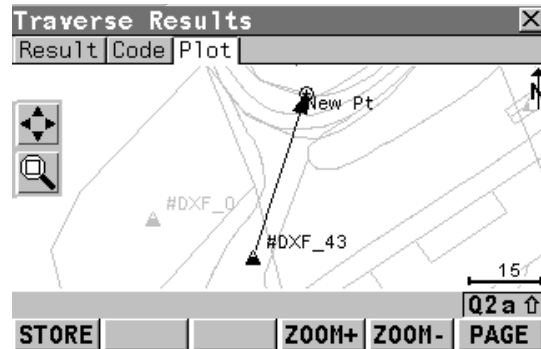 Traverse Results
Result Code Plot
New Pt
N
#DXF_0
#DXF_43
15
Q2a
STORE ZOOM+ ZOOM- PAGE